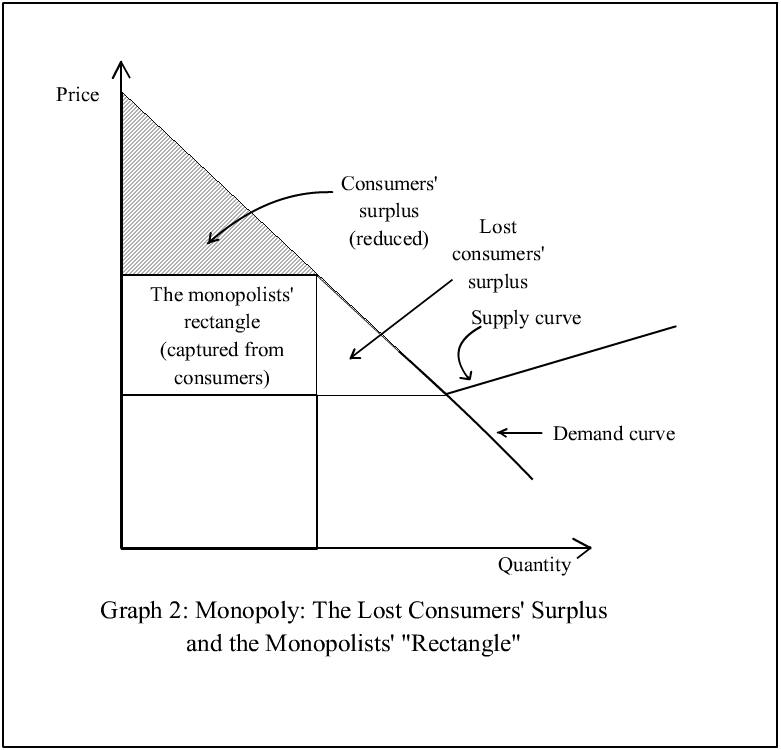 Price
Consumers'
surplus
(reduced)
Lost
consumers'
surplus
The monopolists'
rectangle
(captured from
consumers)
Supply curve
Demand curve
Quantity
Graph 2: Monopoly: The Lost Consumers' Surplus
and the Monopolists' "Rectangle"